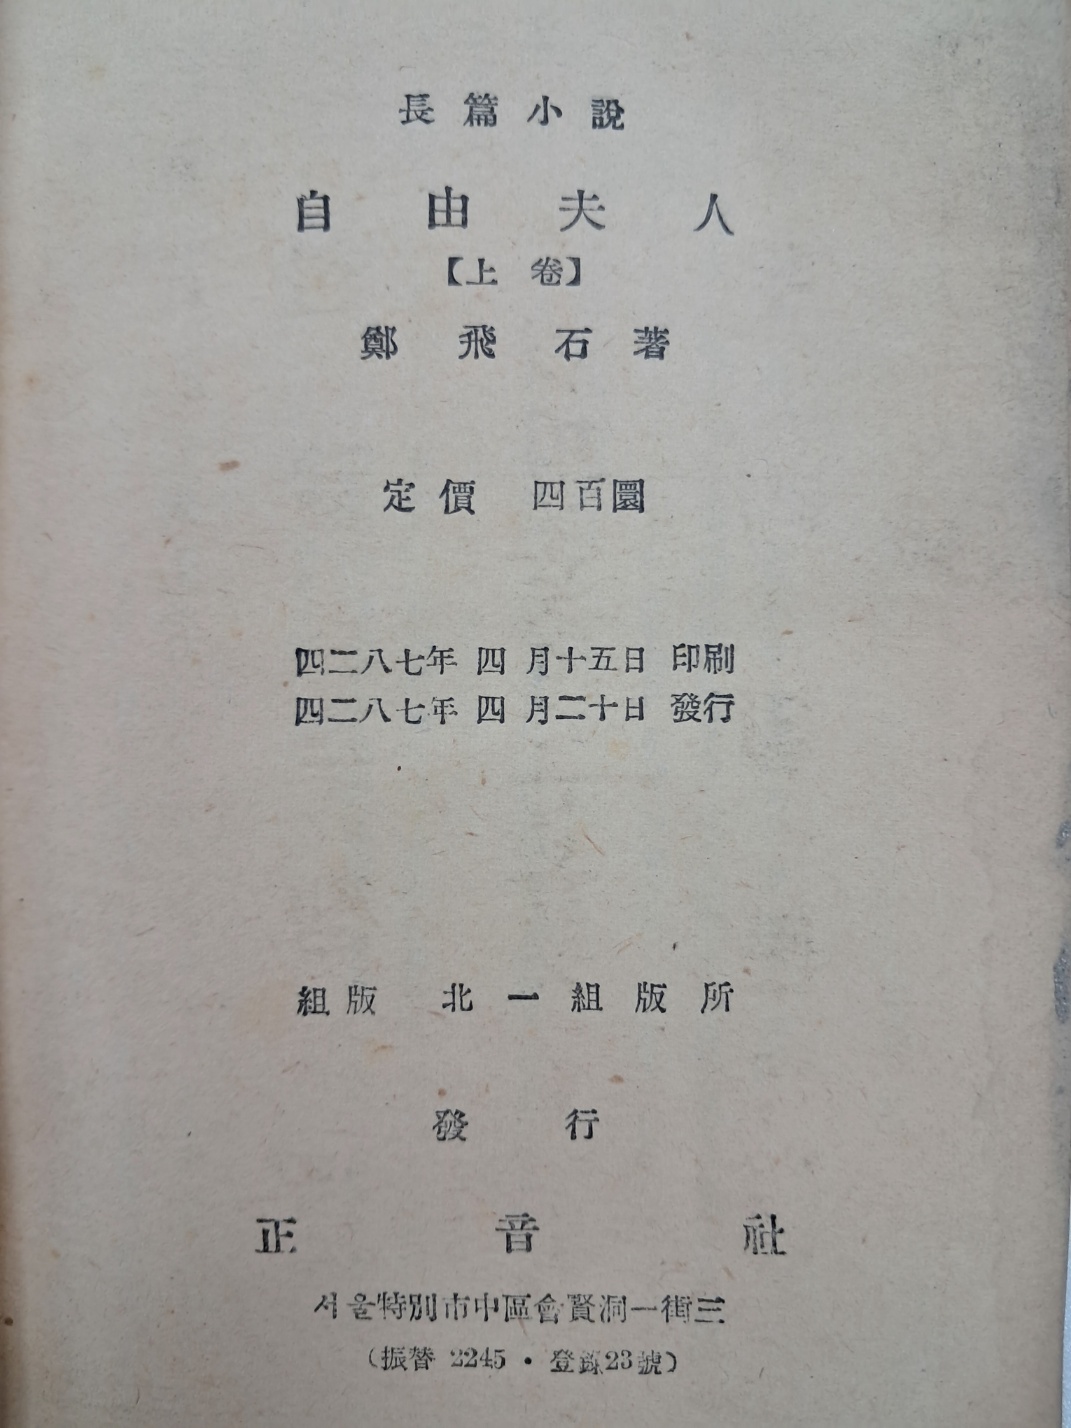 長篇小說
自由夫人
【上卷】
鄭飛石著
定價 四百圜
四二八七年 四月十五日 印刷
四二八七年 四月二十日 發行
組版 北一組版所
發行
正音社
서울特別市中區會賢洞一街三
（振替 2245・登錄23號）